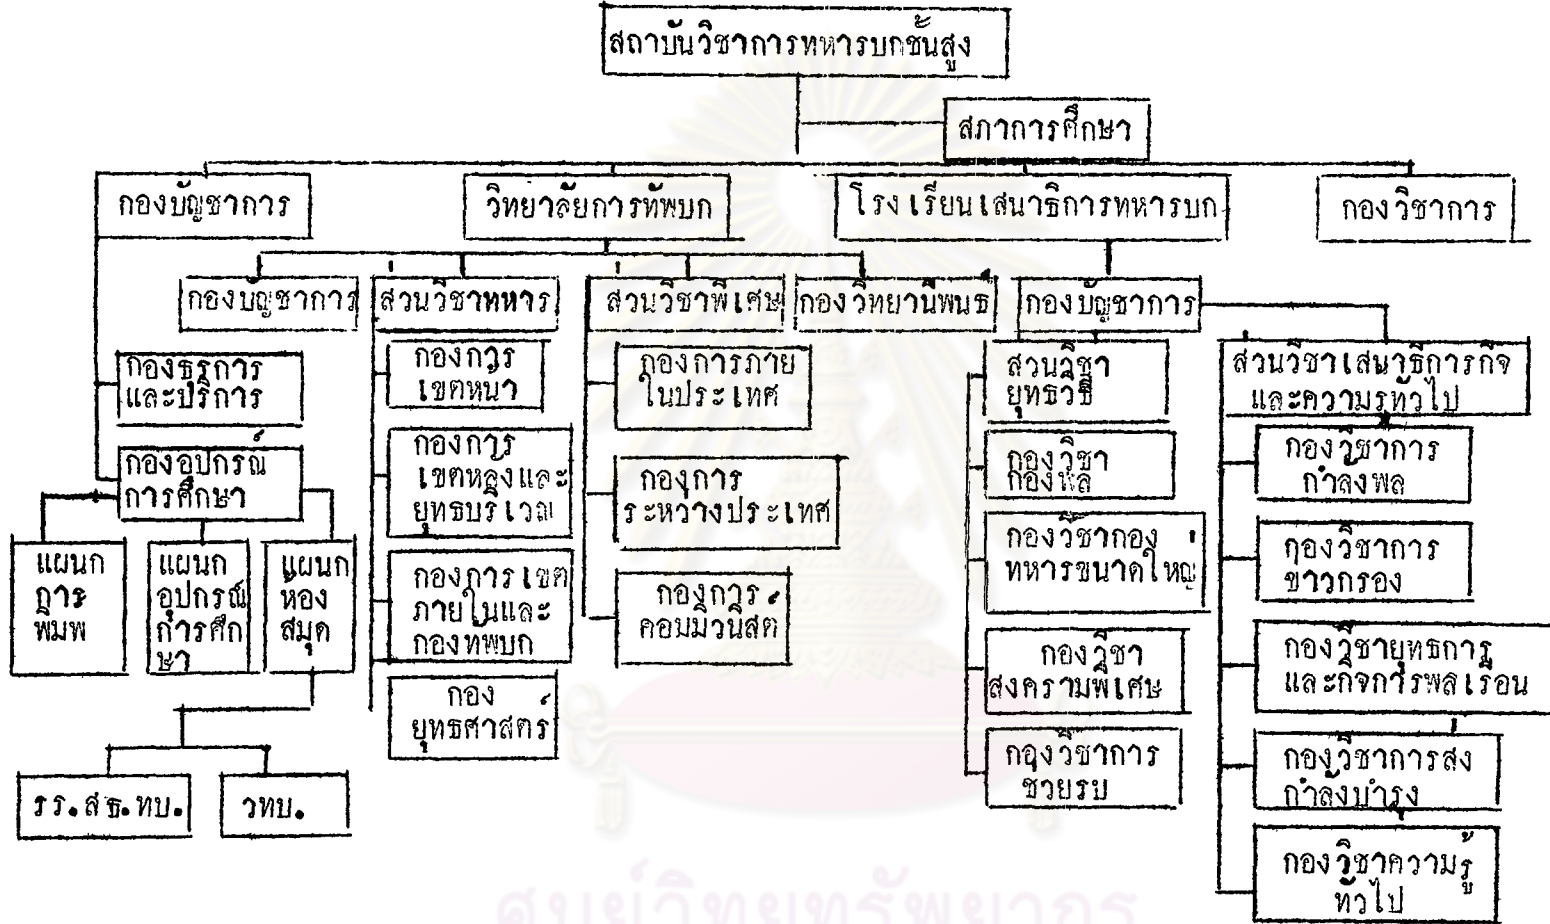 สถาบันวิชาการทหารบกชั้นสูง
สภาการศึกษา
กองบัญชาการ
วิทยาลัยการทัพบก
โรงเรียนเสนาธิการทหารบก
กองวิชาการ
กองบัญชาการ
ส่วนวิชาทหาร
ส่วนวิชาพิเศษ
กองวิทยานิพนธ์
กองบัญชาการ
กองธุรการ
และบริการ
กองการ
เขตหน้า
กองการภาย
ในประเทศ
ส่วนวิชา
ยุทธวิธี
ส่วนวิชาเสนาธิการกิจ
และความรู้ทั่วไป
กองอุปกรณ์
การศึกษา
กองการ
เขตหลังและ
ยุทธบริเวณ
กองการ
ระหว่างประเทศ
กองวิชา
กองพล
กองวิชาการ
กำลังพล
แผนก
การ
พิมพ์
แผนก
อุปกรณ์
การศึก
ษา
แผนก
ห้อง
สมุด
กองการเขต
ภายในและ
กองทัพบก
กองการ
คอมมิวนิสต์
กองวิชากอง
ทหารขนาดใหญ่
กองวิชาการ
ข่าวกรอง
กอง
ยุทธศาสตร์
กองวิชา
สงครามพิเศษ
กองวิชายุทธการ
และกิจการพลเรือน
รร.สธ.ทบ.
วทบ.
กองวิชาการ
ช่วยรบ
กองวิชาการส่ง
กำลังบำรุง
กองวิชาความรู้
ทั่วไป
ศูนย์วิทยทรัพยากร